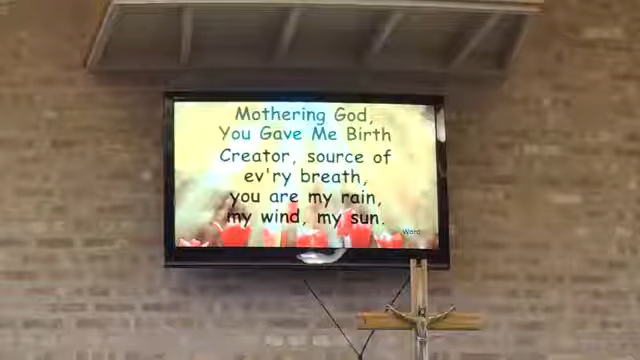 Mothering God,
You Gave Me Birth
Creator, source of
ev'ry breath,
you are my rain,
my wind, my sun.
Word